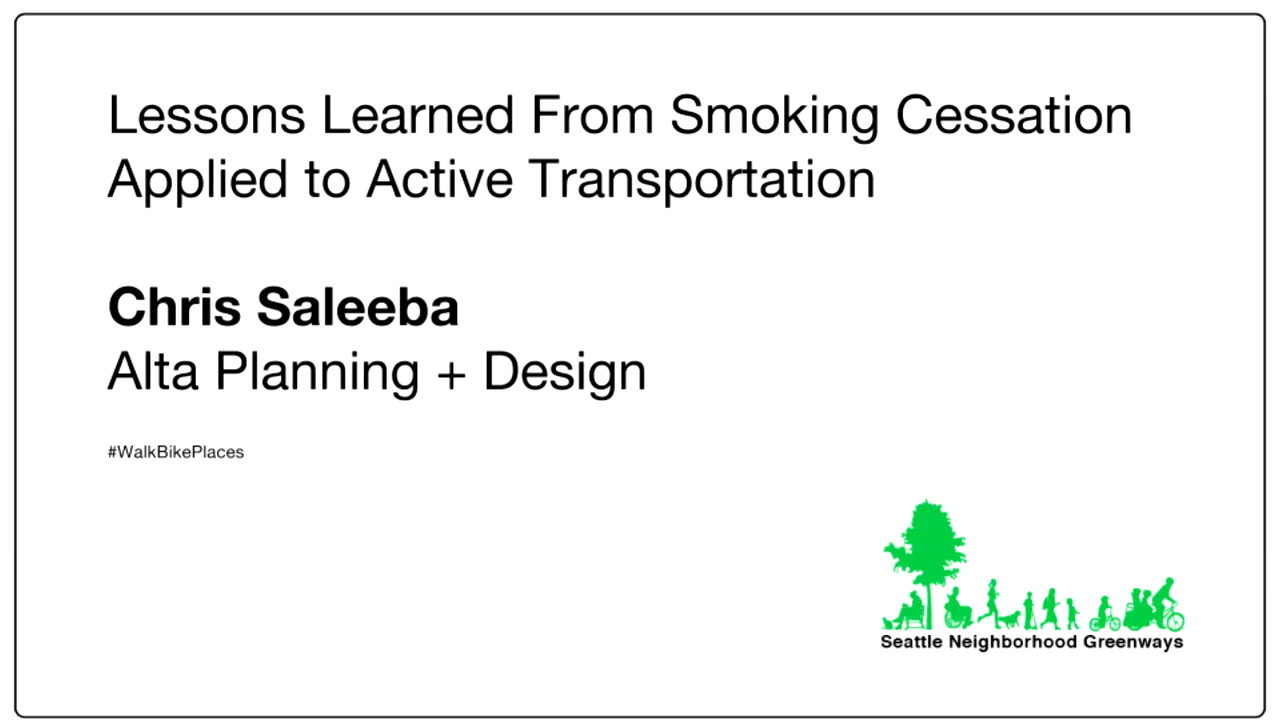 Lessons Learned From Smoking Cessation
Applied to Active Transportation
Chris Saleeba
Alta Planning + Design
#WalkBikePlaces
Seattle Neighborhood Greenways